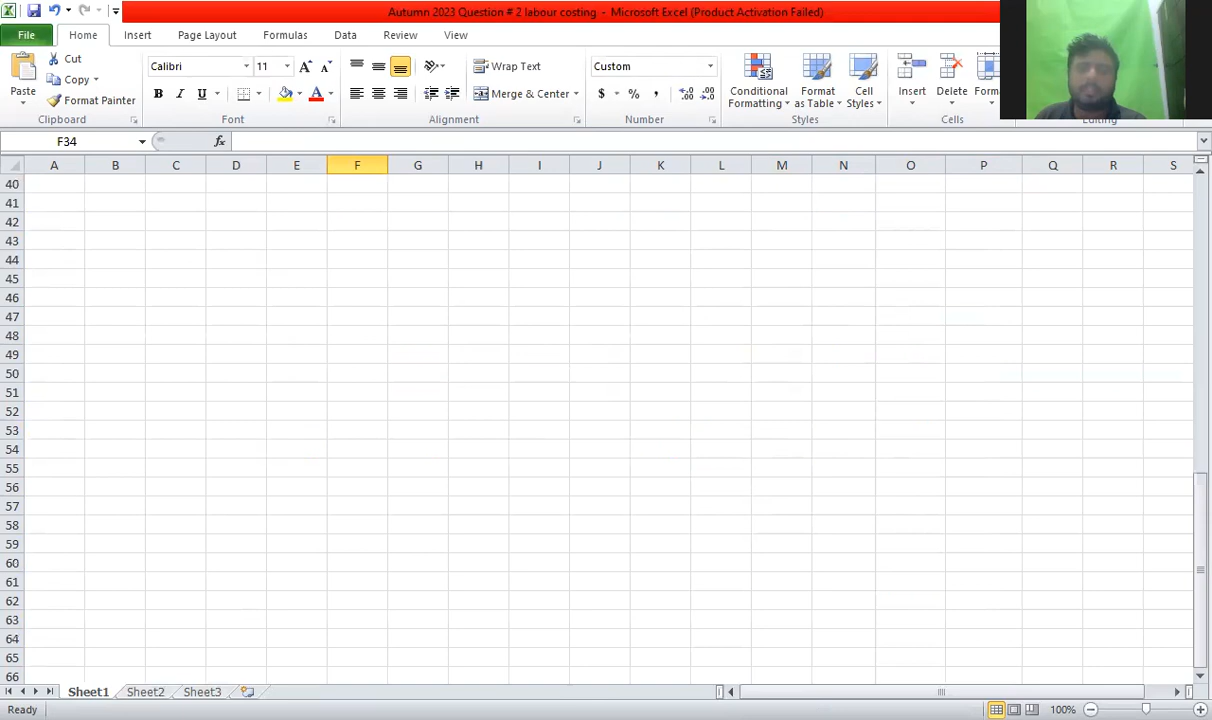 Autumn 2023 Question # 2 labour costing - Microsoft Excel (Product Activation Failed)
File Home Insert Page Layout Formulas Data Review View
Cut
Copy
Format Painter
Paste
Clipboard
Calibri 11
B I U
Font
Wrap Text
Merge & Center
Alignment
Custom
$ % ,
Number
Conditional Formatting
Format as Table
Cell Styles
Styles
Insert Delete
Cells
Editing
F34 fx
A B C D E F G H I J K L M N O P Q R S
40
41
42
43
44
45
46
47
48
49
50
51
52
53
54
55
56
57
58
59
60
61
62
63
64
65
66
Sheet1 Sheet2 Sheet3
Ready 100%